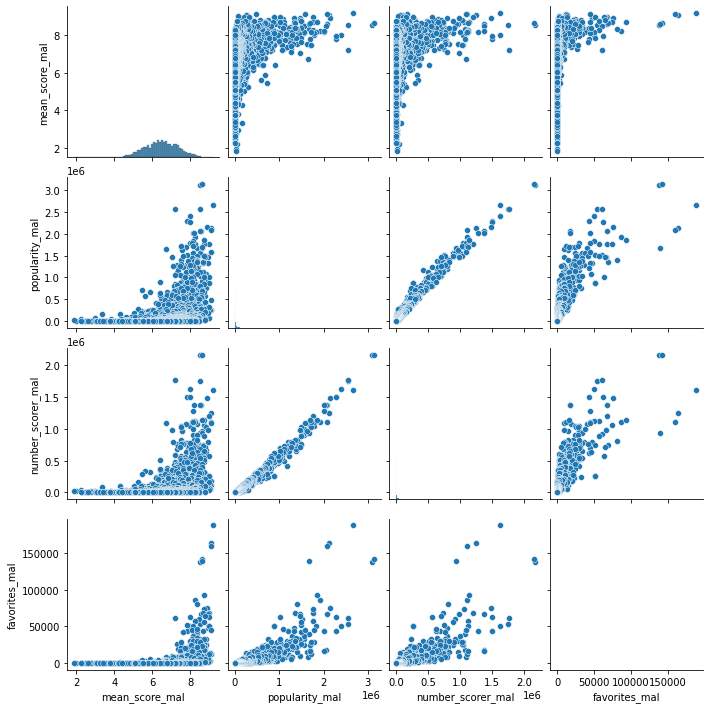 mean_score_mal
8
6
4
2
1e6
popularity_mal
3.0
2.5
2.0
1.5
1.0
0.5
0.0
1e6
number_scorer_mal
2.0
1.5
1.0
0.5
0.0
favorites_mal
150000
100000
50000
0
2 4 6 8
mean_score_mal
0 1 2 3
1e6
popularity_mal
0.0 0.5 1.0 1.5 2.0
1e6
number_scorer_mal
0 50000 100000 150000
favorites_mal